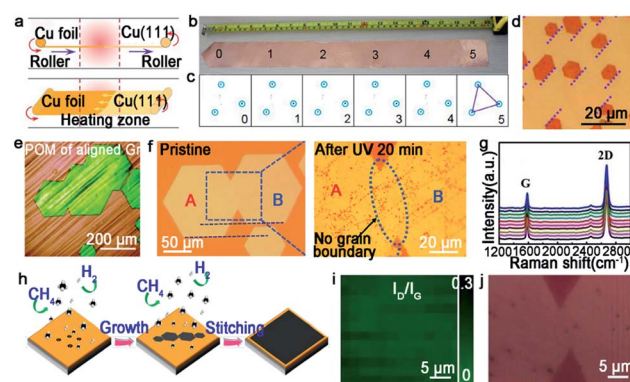 a
Cu foil
Cu(111)
Roller
Roller
Cu foil
Cu(111)
Heating zone
b
0 1 2 3 4 5
c
0 1 2 3 4 5
d
20 μm
e
POM of aligned Gr
200 μm
f
Pristine
A
B
50 μm
After UV 20 min
A
B
No grain
boundary
20 μm
g
2D
G
Intensity(a.u.)
1200 1600 2000 2400 2800
Raman shift(cm-1)
h
CH4
H2
CH4
H2
Growth
Stitching
i
ID/IG
0.3
0
5 μm
j
5 μm